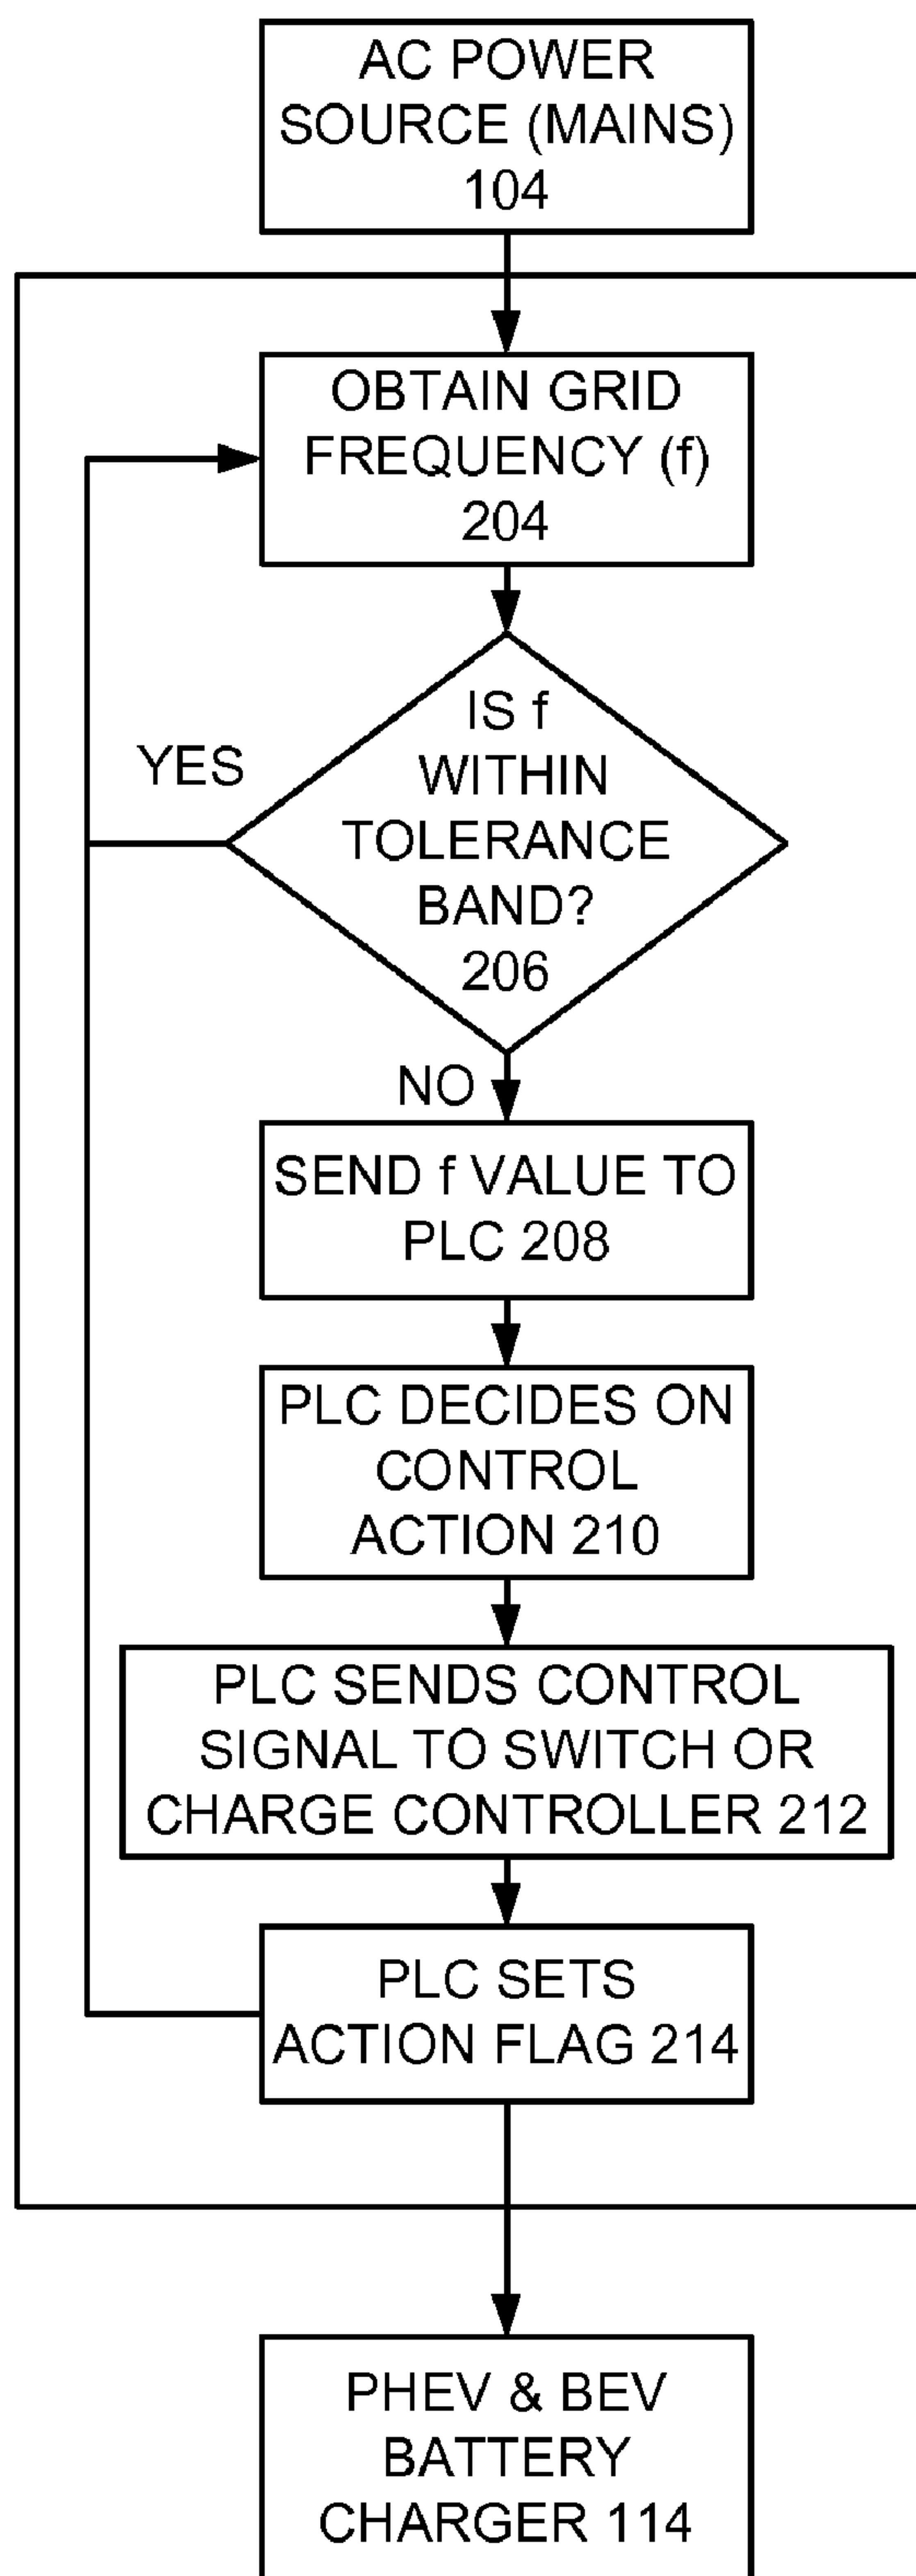 AC POWER
SOURCE (MAINS)
104
OBTAIN GRID
FREQUENCY (f)
204
IS f
WITHIN
TOLERANCE
BAND?
206
YES
NO
SEND f VALUE TO
PLC 208
PLC DECIDES ON
CONTROL
ACTION 210
PLC SENDS CONTROL
SIGNAL TO SWITCH OR
CHARGE CONTROLLER 212
PLC SETS
ACTION FLAG 214
PHEV & BEV
BATTERY
CHARGER 114